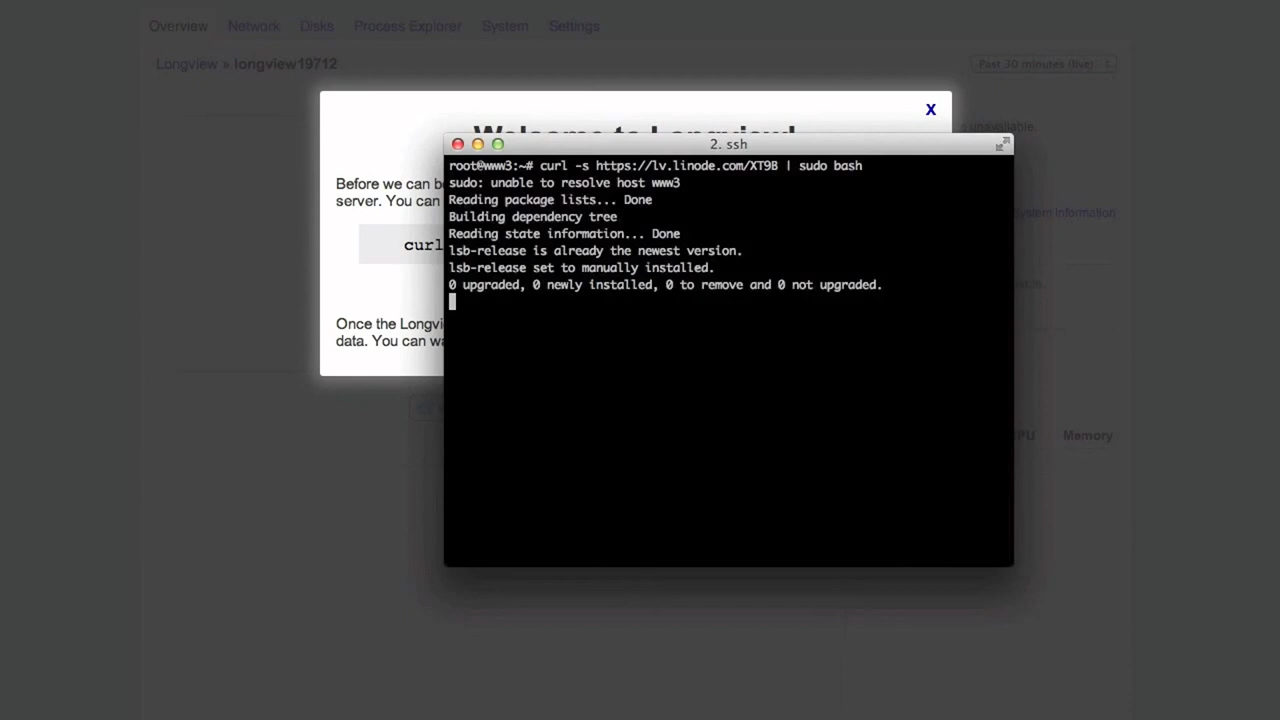 Overview Network Disks Process Explorer System Settings
Longview » longview19712
Past 30 minutes (live)
X
Welcome to Longview!
unavailable.
2. ssh
root@www3:~# curl -s https://lv.linode.com/XT9B | sudo bash
sudo: unable to resolve host www3
Reading package lists... Done
Building dependency tree
Reading state information... Done
lsb-release is already the newest version.
lsb-release set to manually installed.
0 upgraded, 0 newly installed, 0 to remove and 0 not upgraded.
Before we can be
server. You can
System Information
curl
Once the Longvi
data. You can wa
Memory